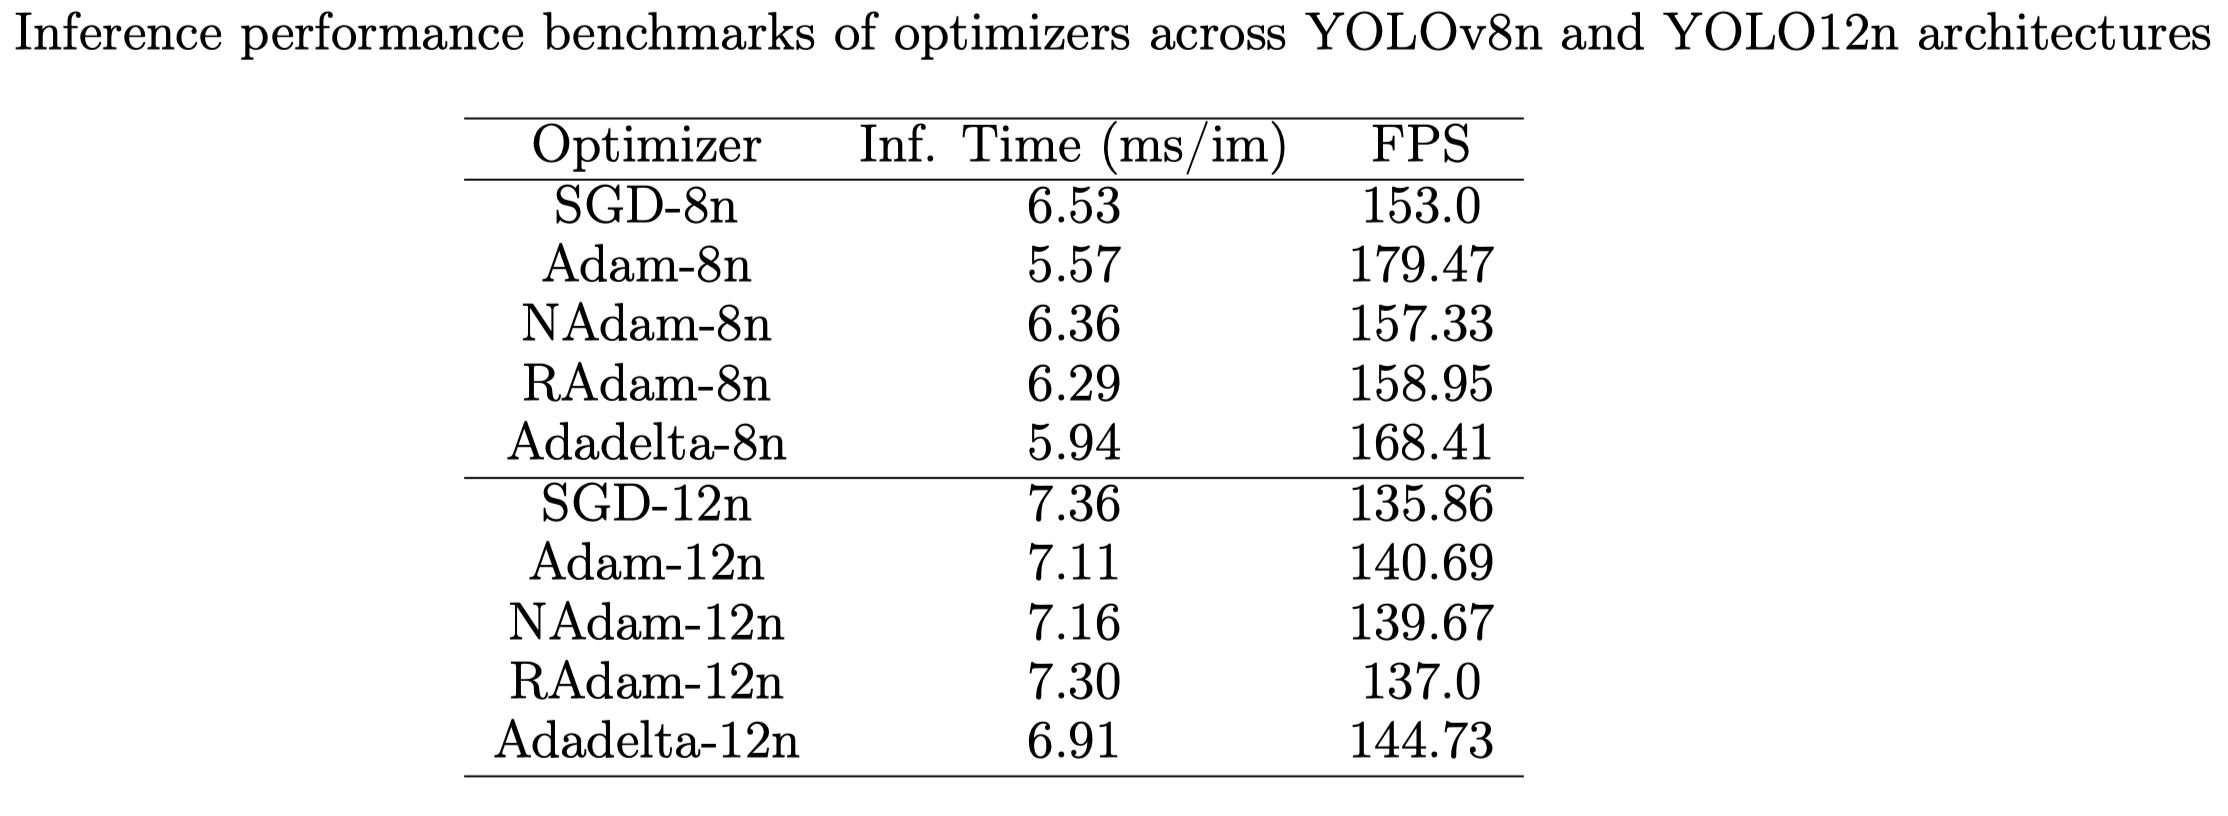 Inference performance benchmarks of optimizers across YOLOv8n and YOLO12n architectures
Optimizer Inf. Time (ms/im) FPS
SGD-8n 6.53 153.0
Adam-8n 5.57 179.47
NAdam-8n 6.36 157.33
RAdam-8n 6.29 158.95
Adadelta-8n 5.94 168.41
SGD-12n 7.36 135.86
Adam-12n 7.11 140.69
NAdam-12n 7.16 139.67
RAdam-12n 7.30 137.0
Adadelta-12n 6.91 144.73